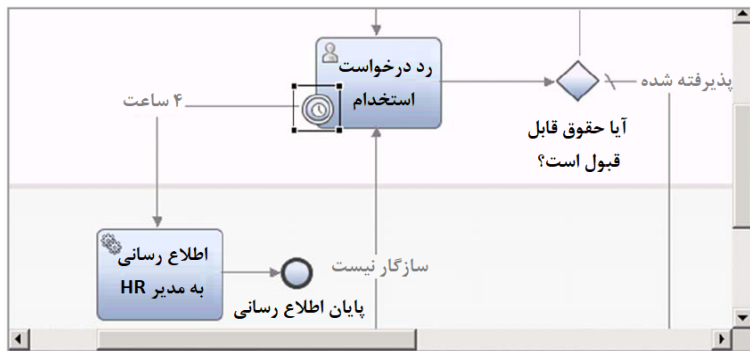 رد درخواست
استخدام
پذیرفته شده
۴ ساعت
آیا حقوق قابل
قبول است؟
اطلاع رسانی
به مدیر HR
سازگار نیست
پایان اطلاع رسانی